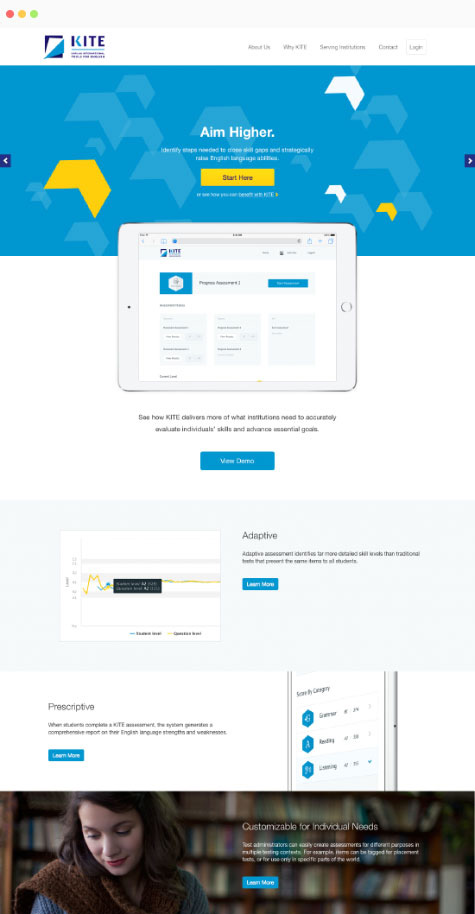 KITE
About Us
Why KITE
Serving Institutions
Contact
Login
Aim Higher.
Identify steps needed to close skill gaps and strategically
raise English language abilities.
Start Here
or see how you can benefit with KITE
KITE
Progress Assessment 2
See how KITE delivers more of what institutions need to accurately
evaluate individuals' skills and advance essential goals.
View Demo
Adaptive
Adaptive assessment identifies far more detailed skill levels than traditional
tests that present the same items to all students.
Learn More
Level
Student level
Question level
Student level
Question level
Prescriptive
When students complete a KITE assessment, the system generates a
comprehensive report on their English language strengths and weaknesses.
Learn More
Score By Category
Grammar
Reading
Listening
Customizable for Individual Needs
Test administrators can easily create assessments for different purposes in
multiple testing contexts. For example, items can be tagged for placement
tests, or for use only in specific parts of the world.
Learn More